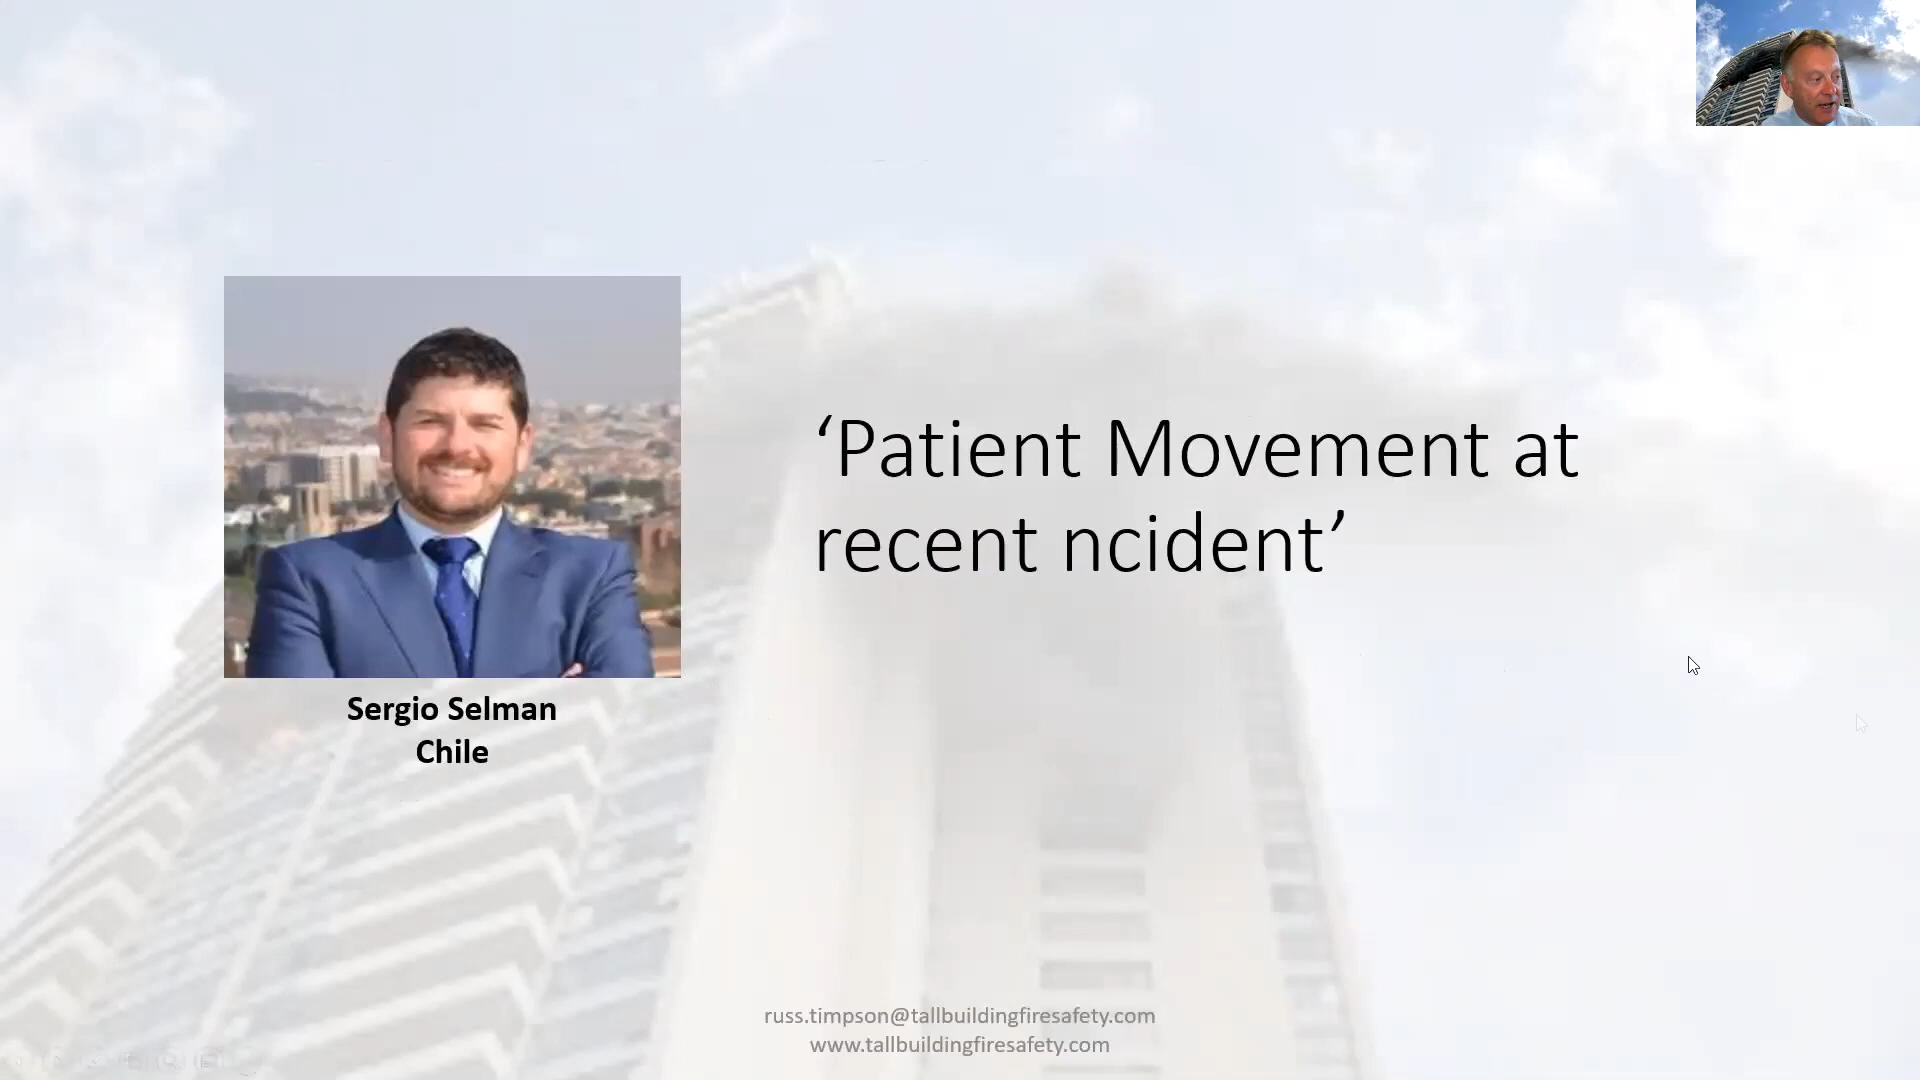 ‘Patient Movement at
recent ncident’
Sergio Selman
Chile
russ.timpson@tallbuildingfiresafety.com
www.tallbuildingfiresafety.com